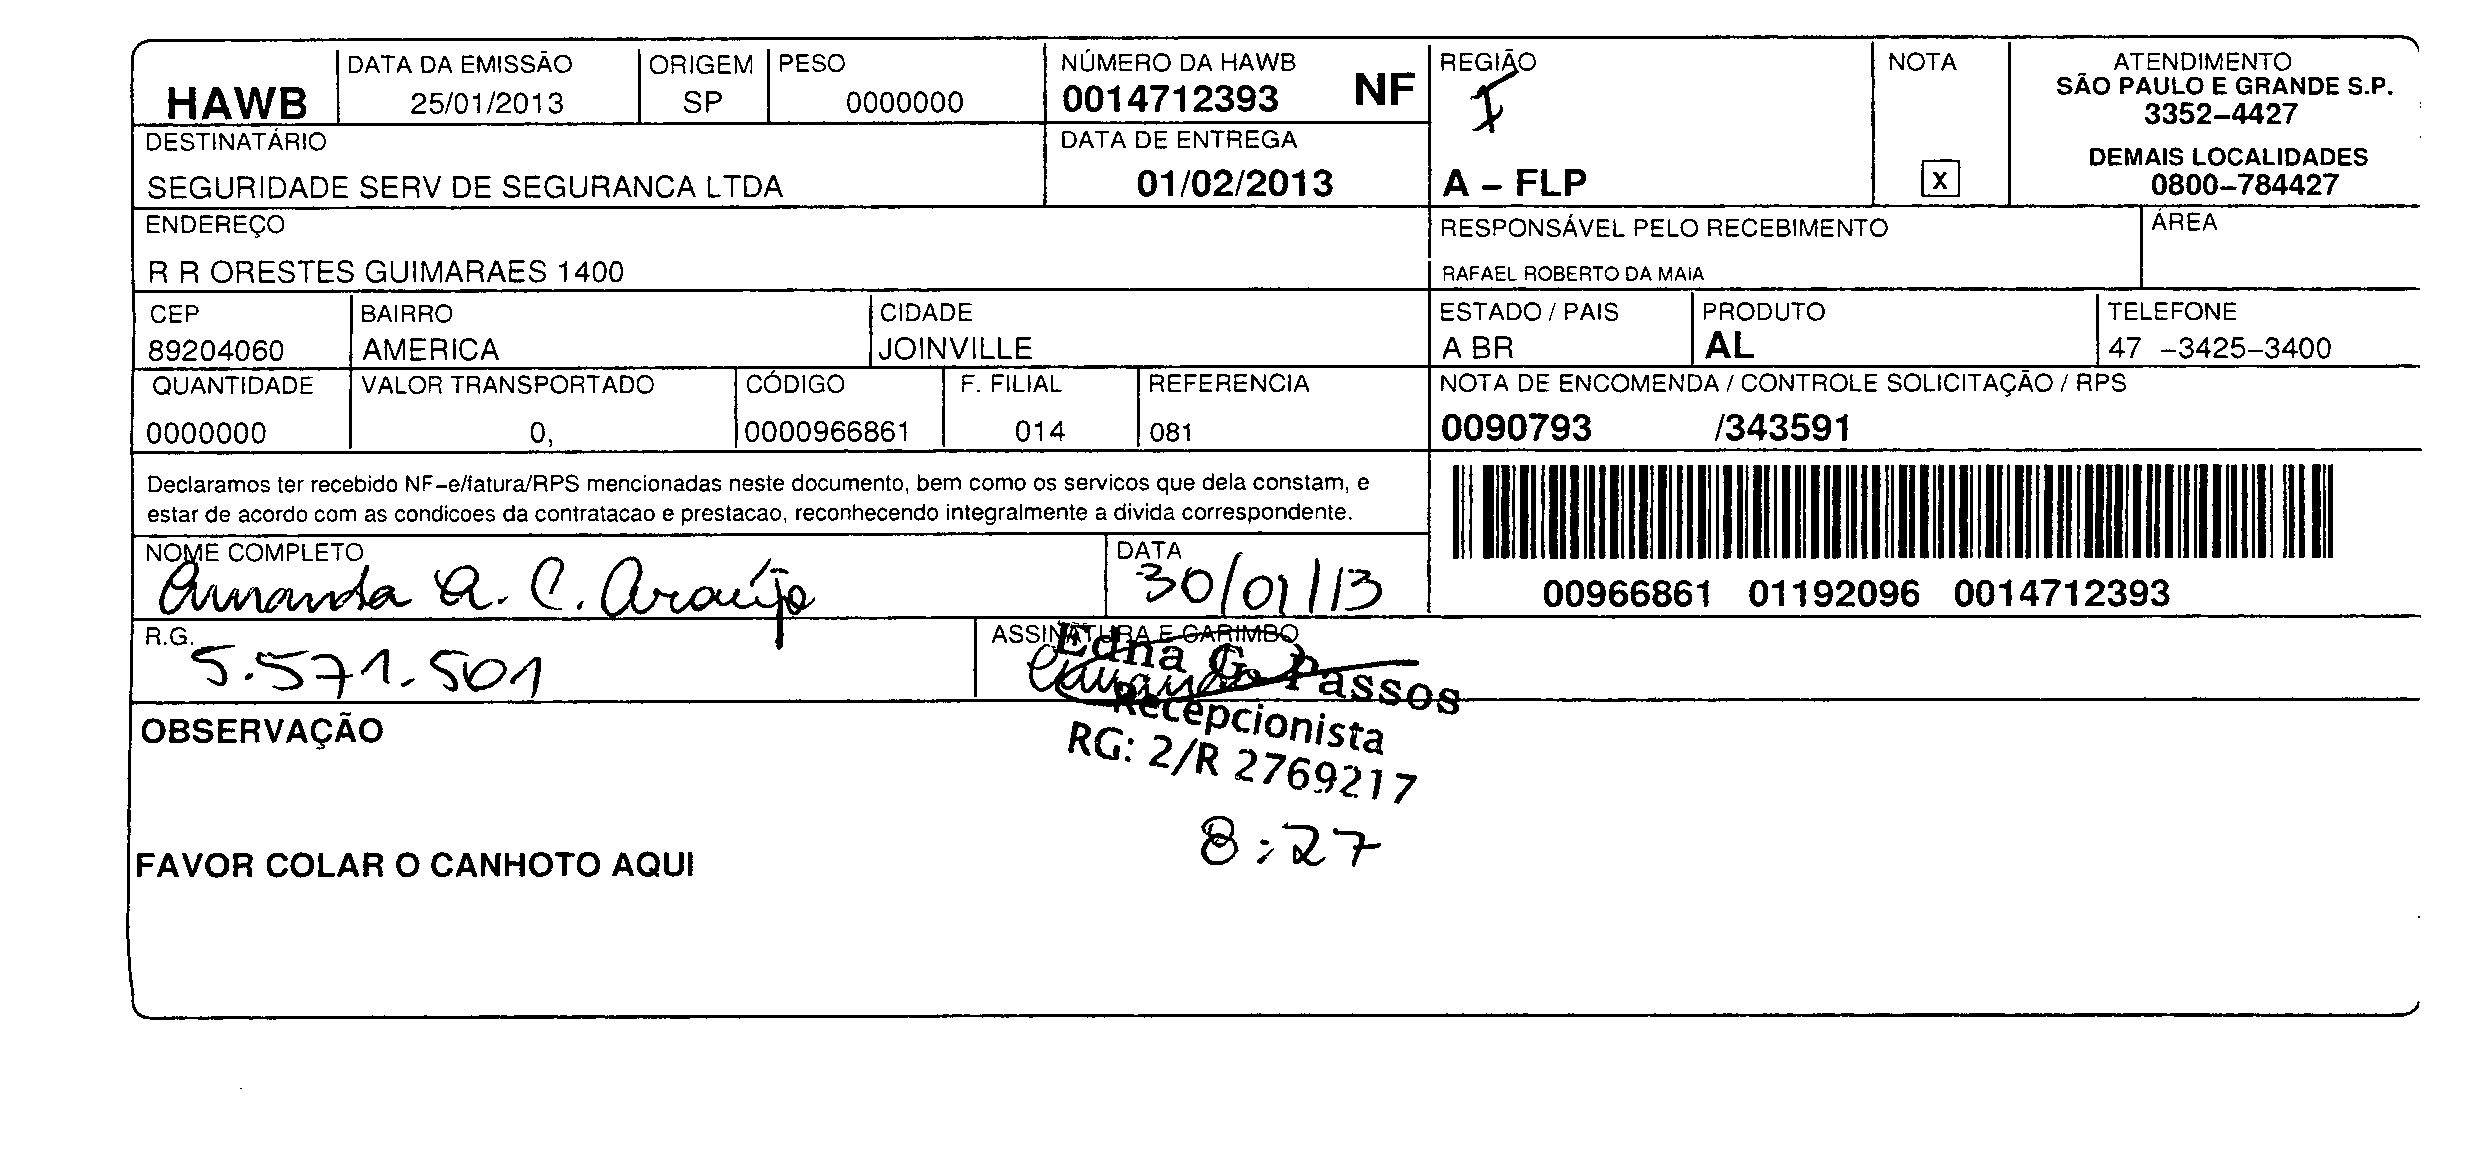 HAWB
DATA DA EMISSÃO
25/01/2013
ORIGEM
SP
PESO
0000000
NÚMERO DA HAWB
0014712393 NF
REGIÃO
I
A – FLP
NOTA
X
ATENDIMENTO
SÃO PAULO E GRANDE S.P.
3352–4427
DEMAIS LOCALIDADES
0800–784427
DESTINATÁRIO
SEGURIDADE SERV DE SEGURANCA LTDA
DATA DE ENTREGA
01/02/2013
ENDEREÇO
R R ORESTES GUIMARAES 1400
RESPONSÁVEL PELO RECEBIMENTO
RAFAEL ROBERTO DA MAIA
ÁREA
CEP
89204060
BAIRRO
AMERICA
CIDADE
JOINVILLE
ESTADO / PAIS
A BR
PRODUTO
AL
TELEFONE
47 –3425–3400
QUANTIDADE
0000000
VALOR TRANSPORTADO
0,
CÓDIGO
0000966861
F. FILIAL
014
REFERENCIA
081
NOTA DE ENCOMENDA / CONTROLE SOLICITAÇÃO / RPS
0090793 /343591
Declaramos ter recebido NF–e/fatura/RPS mencionadas neste documento, bem como os servicos que dela constam, e
estar de acordo com as condicoes da contratacao e prestacao, reconhecendo integralmente a divida correspondente.
00966861 01192096 0014712393
NOME COMPLETO
Amanda A. C. Araújo
DATA
30/01/13
R.G.
5.571.501
ASSINATURA E CARIMBO
Amanda
Edna G. Passos
Recepcionista
RG: 2/R 2769217
8:27
OBSERVAÇÃO
FAVOR COLAR O CANHOTO AQUI